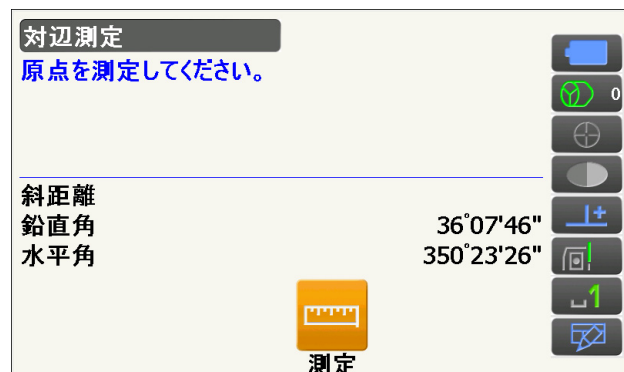 対辺測定
原点を測定してください。
0
斜距離
鉛直角 36°07'46"
水平角 350°23'26"
1
測定